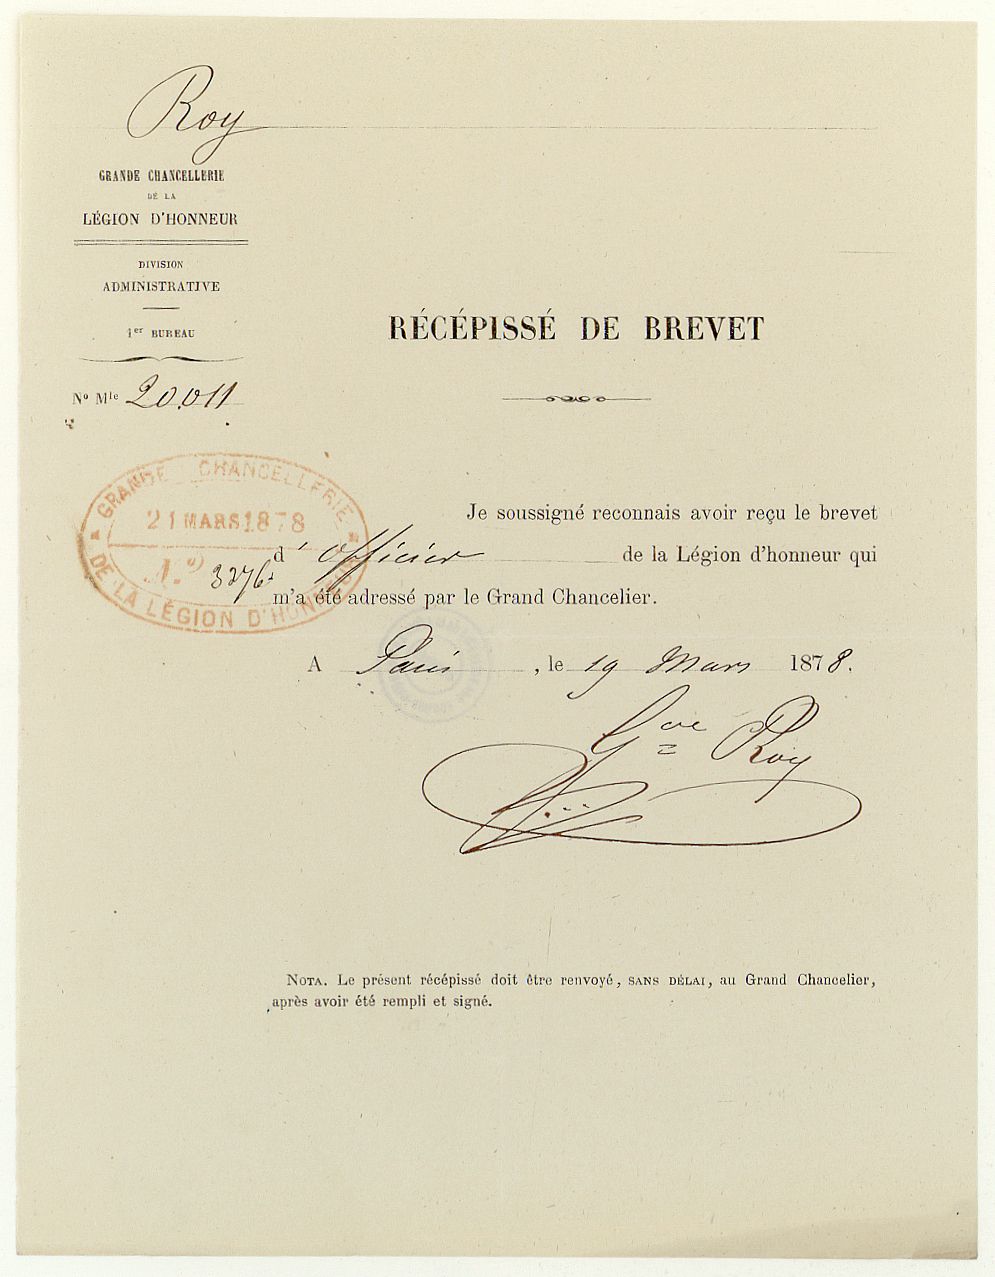 Roy
GRANDE CHANCELLERIE
DE LA
LÉGION D'HONNEUR
DIVISION
ADMINISTRATIVE
1er BUREAU
No Mle 20.011
RÉCÉPISSÉ DE BREVET
GRANDE CHANCELLERIE
21 MARS 1878
No 3276
DE LA LÉGION D'HONNEUR
Je soussigné reconnais avoir reçu le brevet
d'officier de la Légion d'honneur qui
m'a été adressé par le Grand Chancelier.
A Paris, le 19 Mars 1878.
Gve Roy
NOTA. Le présent récépissé doit être renvoyé, SANS DÉLAI, au Grand Chancelier,
après avoir été rempli et signé.